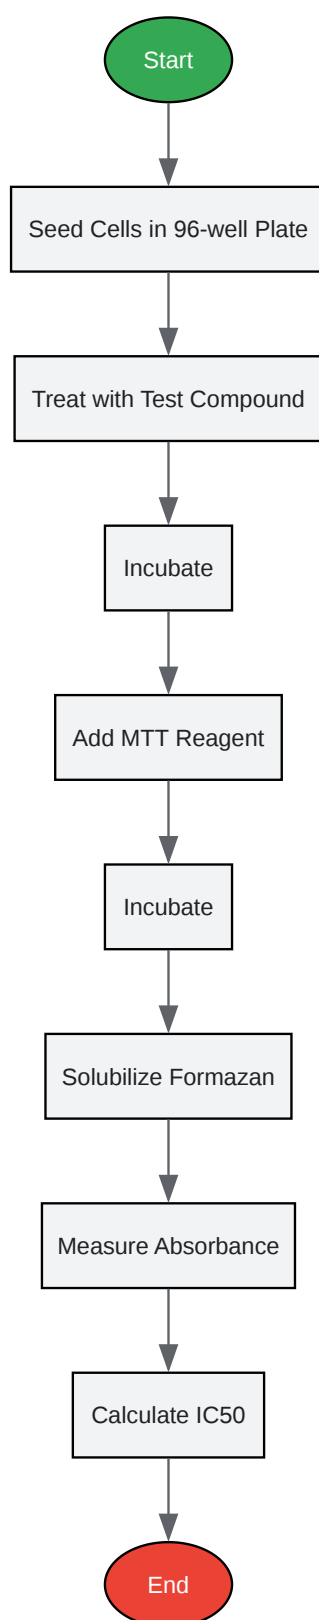 Start
Seed Cells in 96-well Plate
Treat with Test Compound
Incubate
Add MTT Reagent
Incubate
Solubilize Formazan
Measure Absorbance
Calculate IC50
End